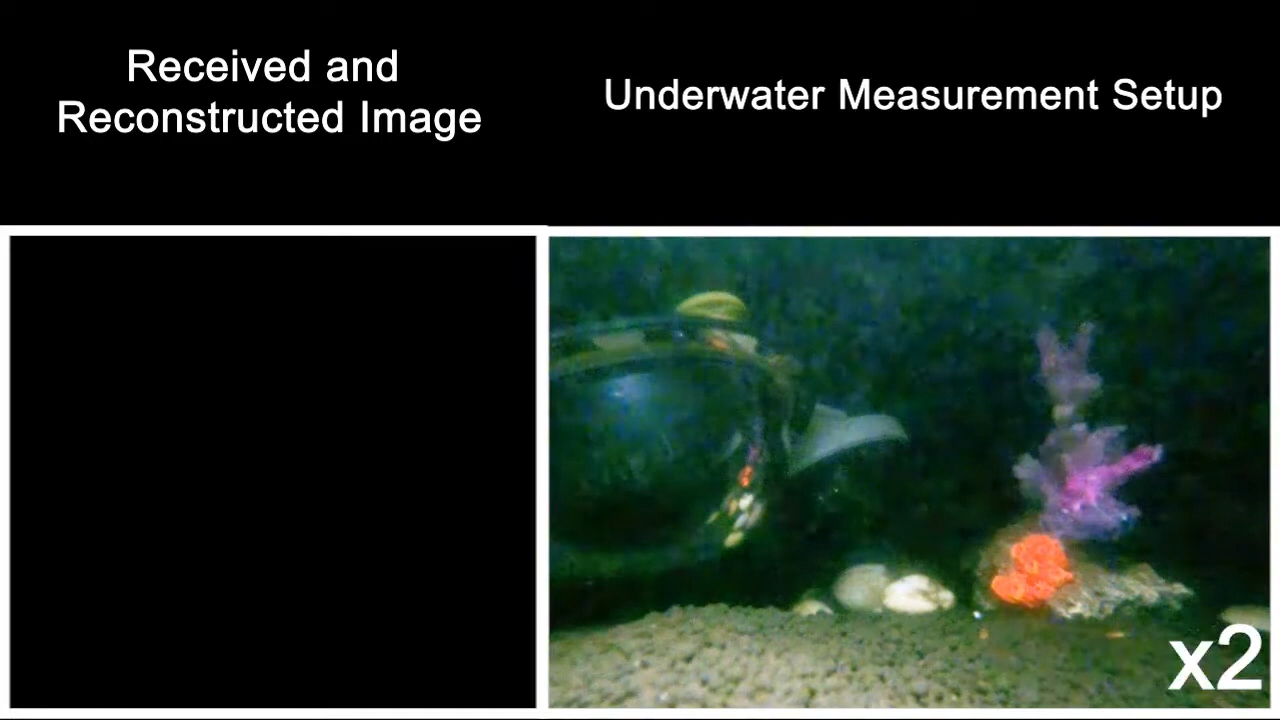 Received and
Reconstructed Image
Underwater Measurement Setup
x2